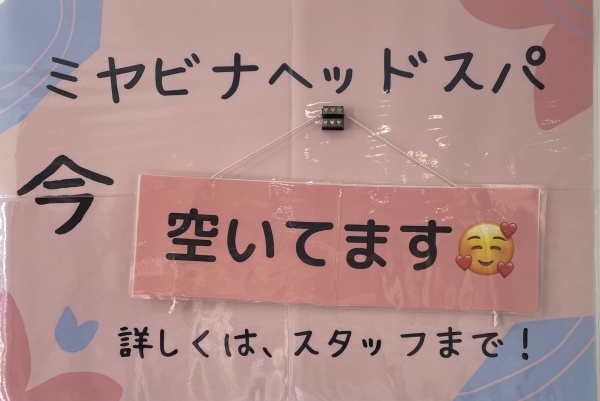 ミヤビナヘッドスパ
今
空いてます🥰
詳しくは、スタッフまで！